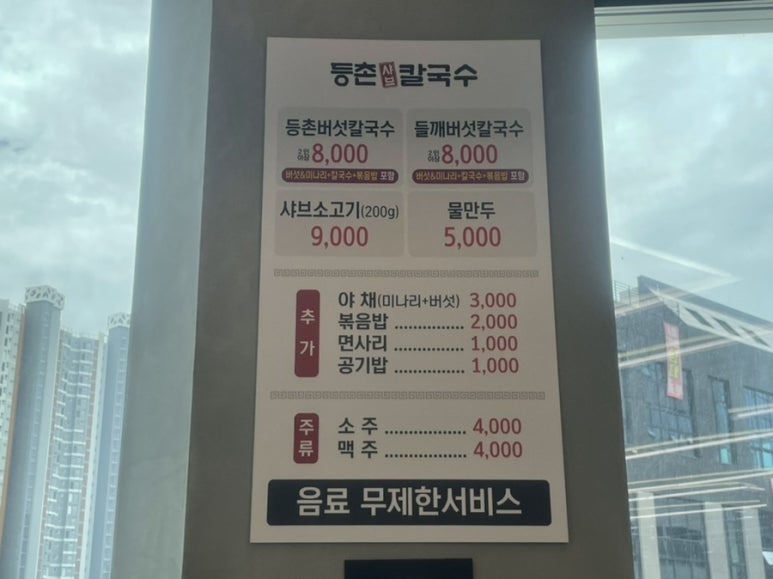 등촌샤브칼국수
등촌버섯칼국수
2인이상 8,000
버섯&미나리+칼국수+볶음밥 포함
들깨버섯칼국수
2인이상 8,000
버섯&미나리+칼국수+볶음밥 포함
샤브소고기(200g)
9,000
물만두
5,000
추가
야 채(미나리+버섯) 3,000
볶음밥 ................ 2,000
면사리 ................ 1,000
공기밥 ................ 1,000
주류
소 주 ................ 4,000
맥 주 ................ 4,000
음료 무제한서비스